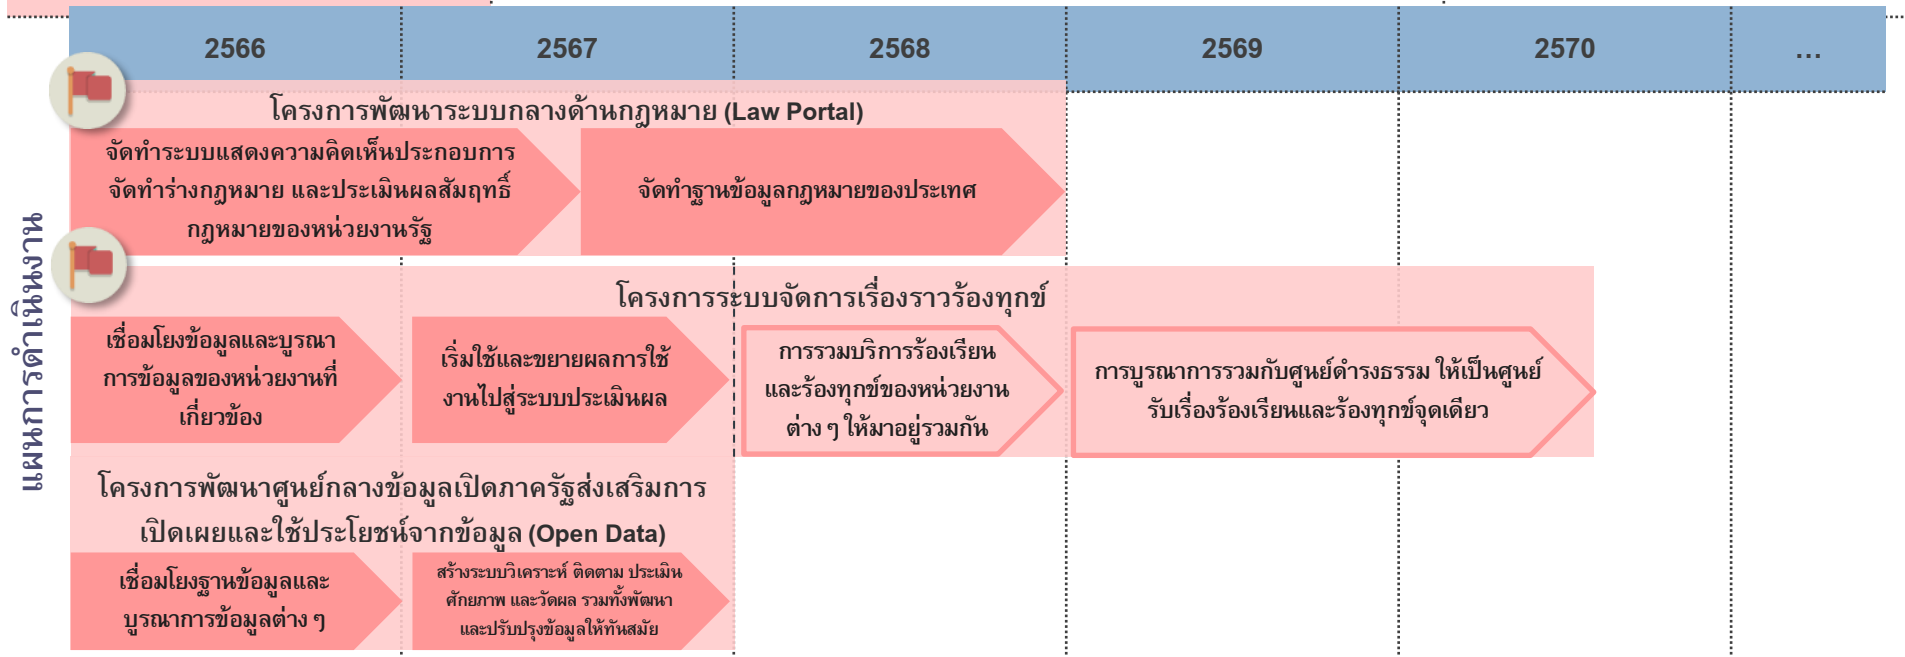 2566 2567 2568 2569 2570 ...
แผนการดำเนินงาน
โครงการพัฒนาระบบกลางด้านกฎหมาย (Law Portal)
จัดทำระบบแสดงความคิดเห็นประกอบการ
จัดทำร่างกฎหมาย และประเมินผลสัมฤทธิ์
กฎหมายของหน่วยงานรัฐ
จัดทำฐานข้อมูลกฎหมายของประเทศ
โครงการระบบจัดการเรื่องราวร้องทุกข์
เชื่อมโยงข้อมูลและบูรณา
การข้อมูลของหน่วยงานที่
เกี่ยวข้อง
เริ่มใช้และขยายผลการใช้
งานไปสู่ระบบประเมินผล
การรวมบริการร้องเรียน
และร้องทุกข์ของหน่วยงาน
ต่าง ๆ ให้มาอยู่รวมกัน
การบูรณาการรวมกับศูนย์ดำรงธรรม ให้เป็นศูนย์
รับเรื่องร้องเรียนและร้องทุกข์จุดเดียว
โครงการพัฒนาศูนย์กลางข้อมูลเปิดภาครัฐส่งเสริมการ
เปิดเผยและใช้ประโยชน์จากข้อมูล (Open Data)
เชื่อมโยงฐานข้อมูลและ
บูรณาการข้อมูลต่าง ๆ
สร้างระบบวิเคราะห์ ติดตาม ประเมิน
ศักยภาพ และวัดผล รวมทั้งพัฒนา
และปรับปรุงข้อมูลให้ทันสมัย